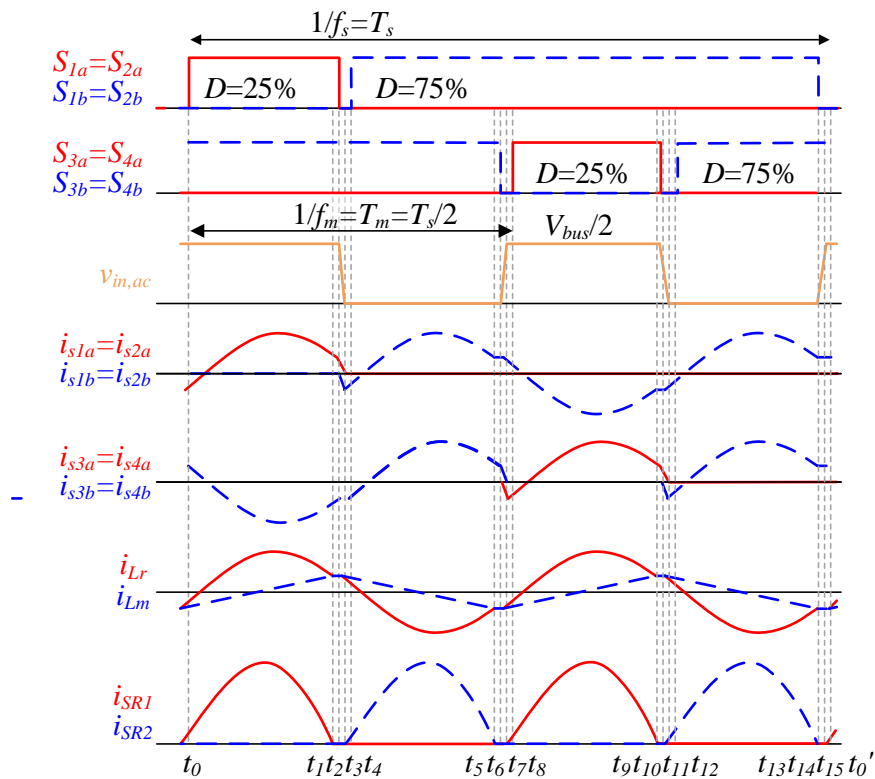 1/fs=Ts
S1a=S2a
S1b=S2b
D=25%
D=75%
S3a=S4a
S3b=S4b
D=25%
D=75%
1/fm=Tm=Ts/2
Vbus/2
vin,ac
is1a=is2a
is1b=is2b
is3a=is4a
is3b=is4b
iLr
iLm
iSR1
iSR2
t0 t1t2t3t4 t5t6t7t8 t9t10t11t12 t13t14t15 t0'